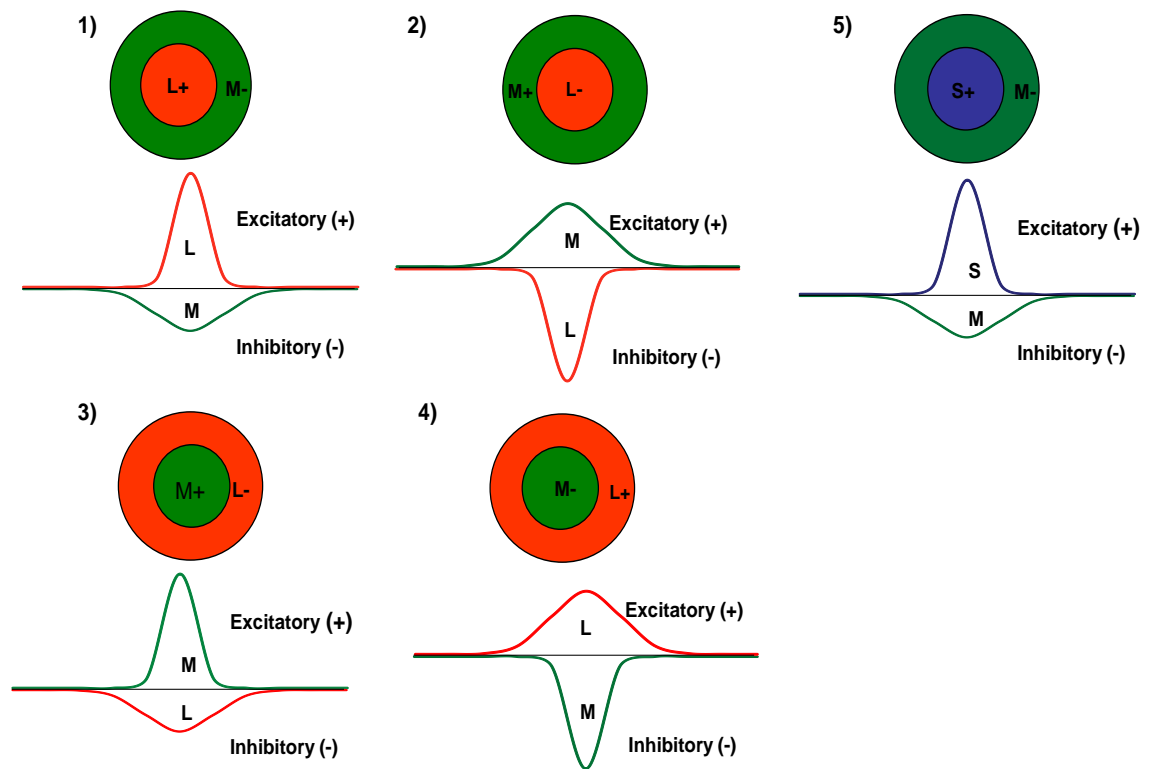 1)
L+ M-
Excitatory (+)
L
M
Inhibitory (-)
2)
M+ L-
Excitatory (+)
M
L
Inhibitory (-)
5)
S+ M-
Excitatory (+)
S
M
Inhibitory (-)
3)
M+ L-
Excitatory (+)
M
L
Inhibitory (-)
4)
M- L+
Excitatory (+)
L
M
Inhibitory (-)